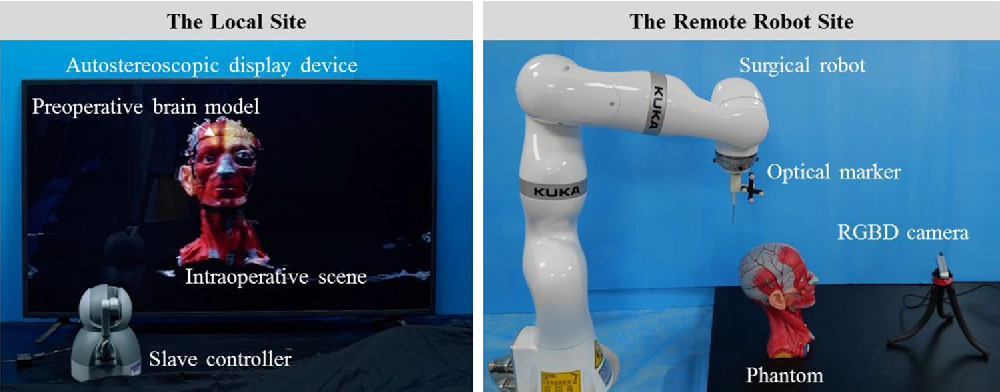 The Local Site
Autostereoscopic display device
Preoperative brain model
Intraoperative scene
Slave controller
The Remote Robot Site
Surgical robot
KUKA
Optical marker
KUKA
RGBD camera
Phantom